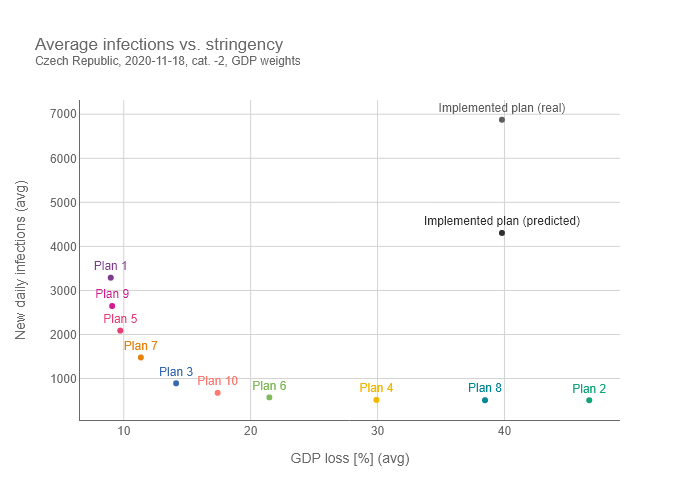 Average infections vs. stringency
Czech Republic, 2020-11-18, cat. -2, GDP weights
7000
6000
5000
4000
3000
2000
1000
New daily infections (avg)
Implemented plan (real)
Implemented plan (predicted)
Plan 1
Plan 9
Plan 5
Plan 7
Plan 3
Plan 10
Plan 6
Plan 4
Plan 8
Plan 2
10
20
30
40
GDP loss [%] (avg)